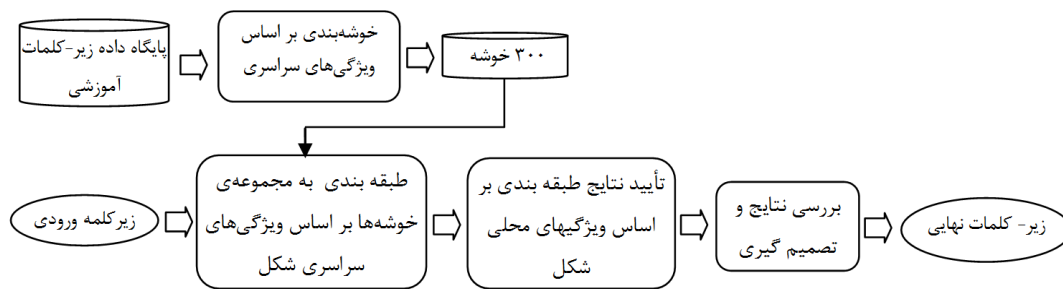 پایگاه داده زیر-کلمات
آموزشی
خوشه‌بندی بر اساس
ویژگی‌های سراسری
۳۰۰ خوشه
زیرکلمه ورودی
طبقه بندی به مجموعه‌ی
خوشه‌ها بر اساس ویژگی‌های
سراسری شکل
تأیید نتایج طبقه بندی بر
اساس ویژگیهای محلی
شکل
بررسی نتایج و
تصمیم گیری
زیر- کلمات نهایی